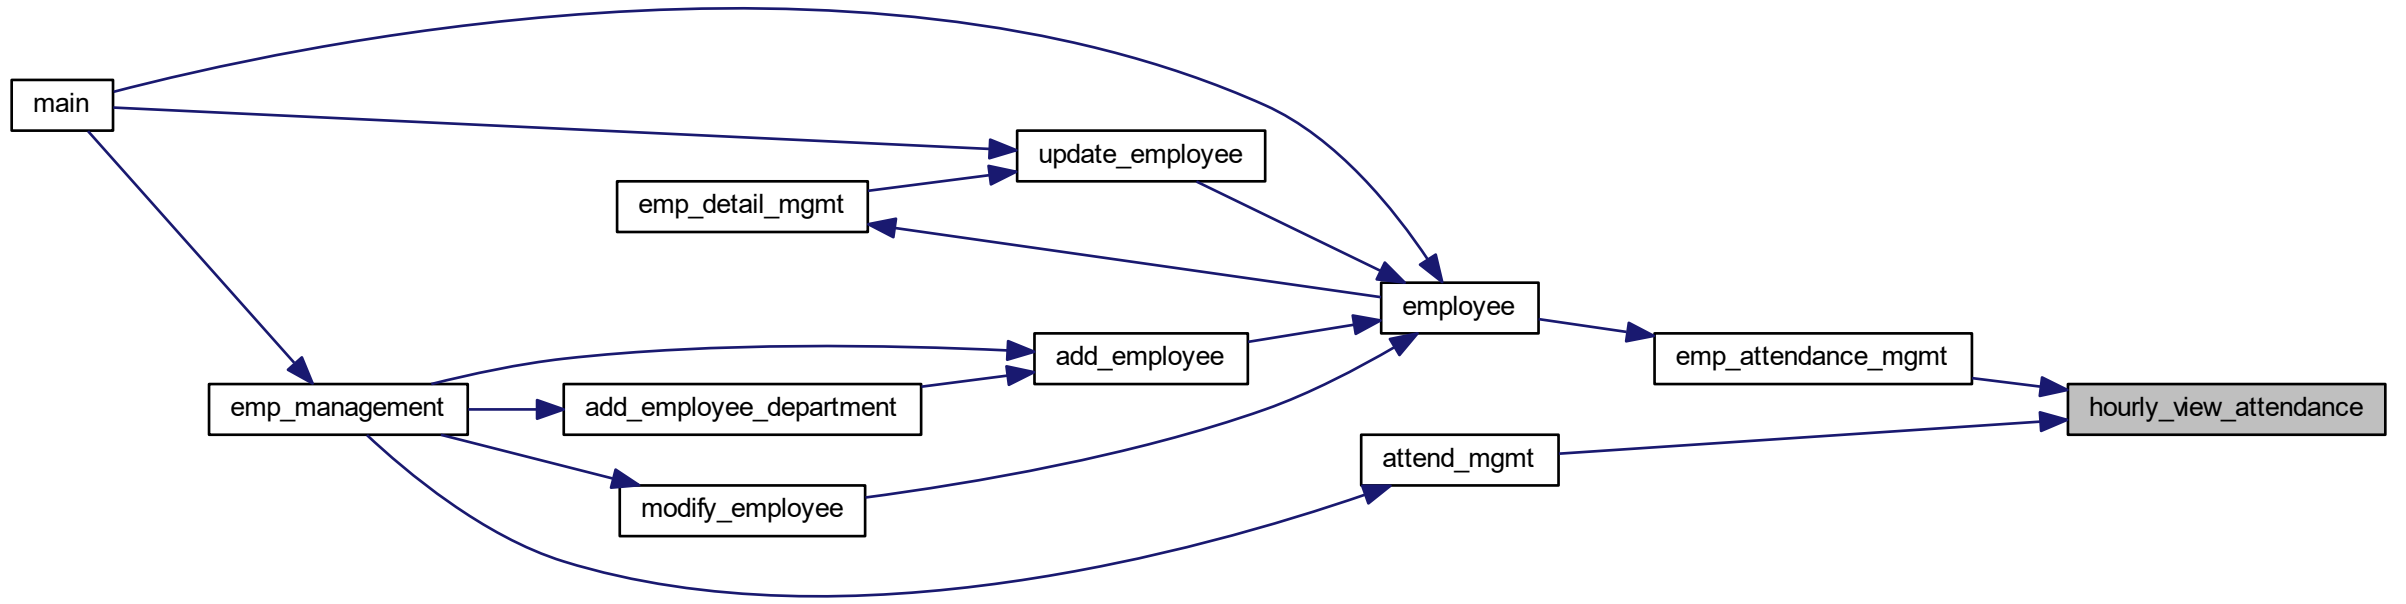 main
update_employee
emp_detail_mgmt
employee
add_employee
emp_attendance_mgmt
emp_management
add_employee_department
hourly_view_attendance
attend_mgmt
modify_employee